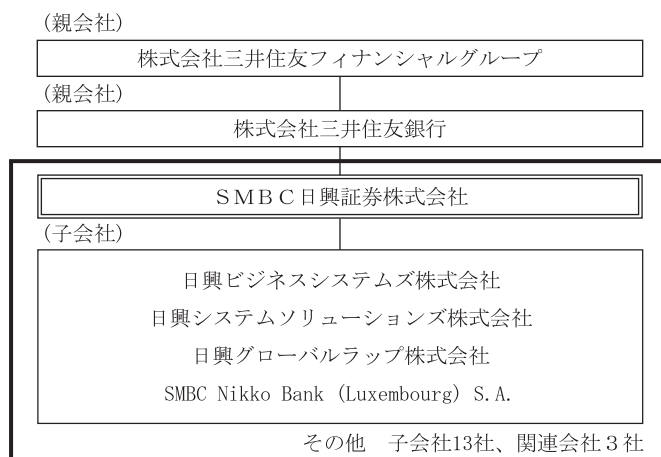 (親会社)
株式会社三井住友フィナンシャルグループ
(親会社)
株式会社三井住友銀行
ＳＭＢＣ日興証券株式会社
(子会社)
日興ビジネスシステムズ株式会社
日興システムソリューションズ株式会社
日興グローバルラップ株式会社
SMBC Nikko Bank (Luxembourg) S.A.
その他　子会社13社、関連会社３社